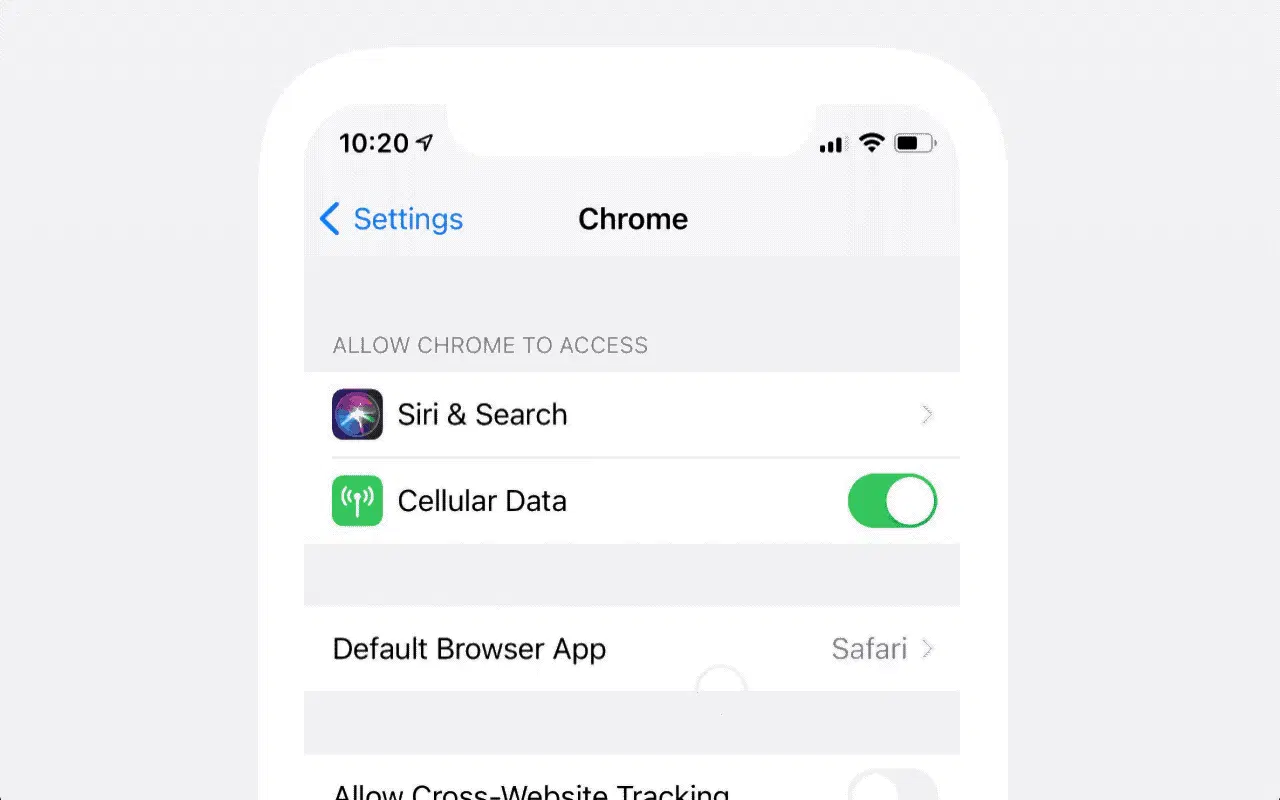 10:20
Settings
Chrome
ALLOW CHROME TO ACCESS
Siri & Search
Cellular Data
Default Browser App
Safari
Allow Cross-Website Tracking